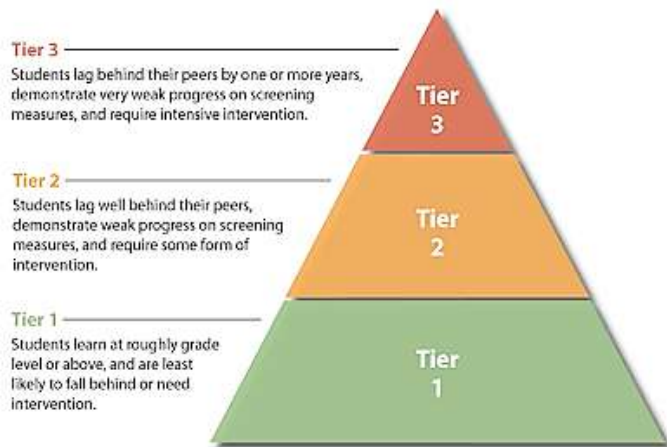 Tier 3
Students lag behind their peers by one or more years,
demonstrate very weak progress on screening
measures, and require intensive intervention.
Tier
3
Tier 2
Students lag well behind their peers,
demonstrate weak progress on screening
measures, and require some form of
intervention.
Tier
2
Tier 1
Students learn at roughly grade
level or above, and are least
likely to fall behind or need
intervention.
Tier
1